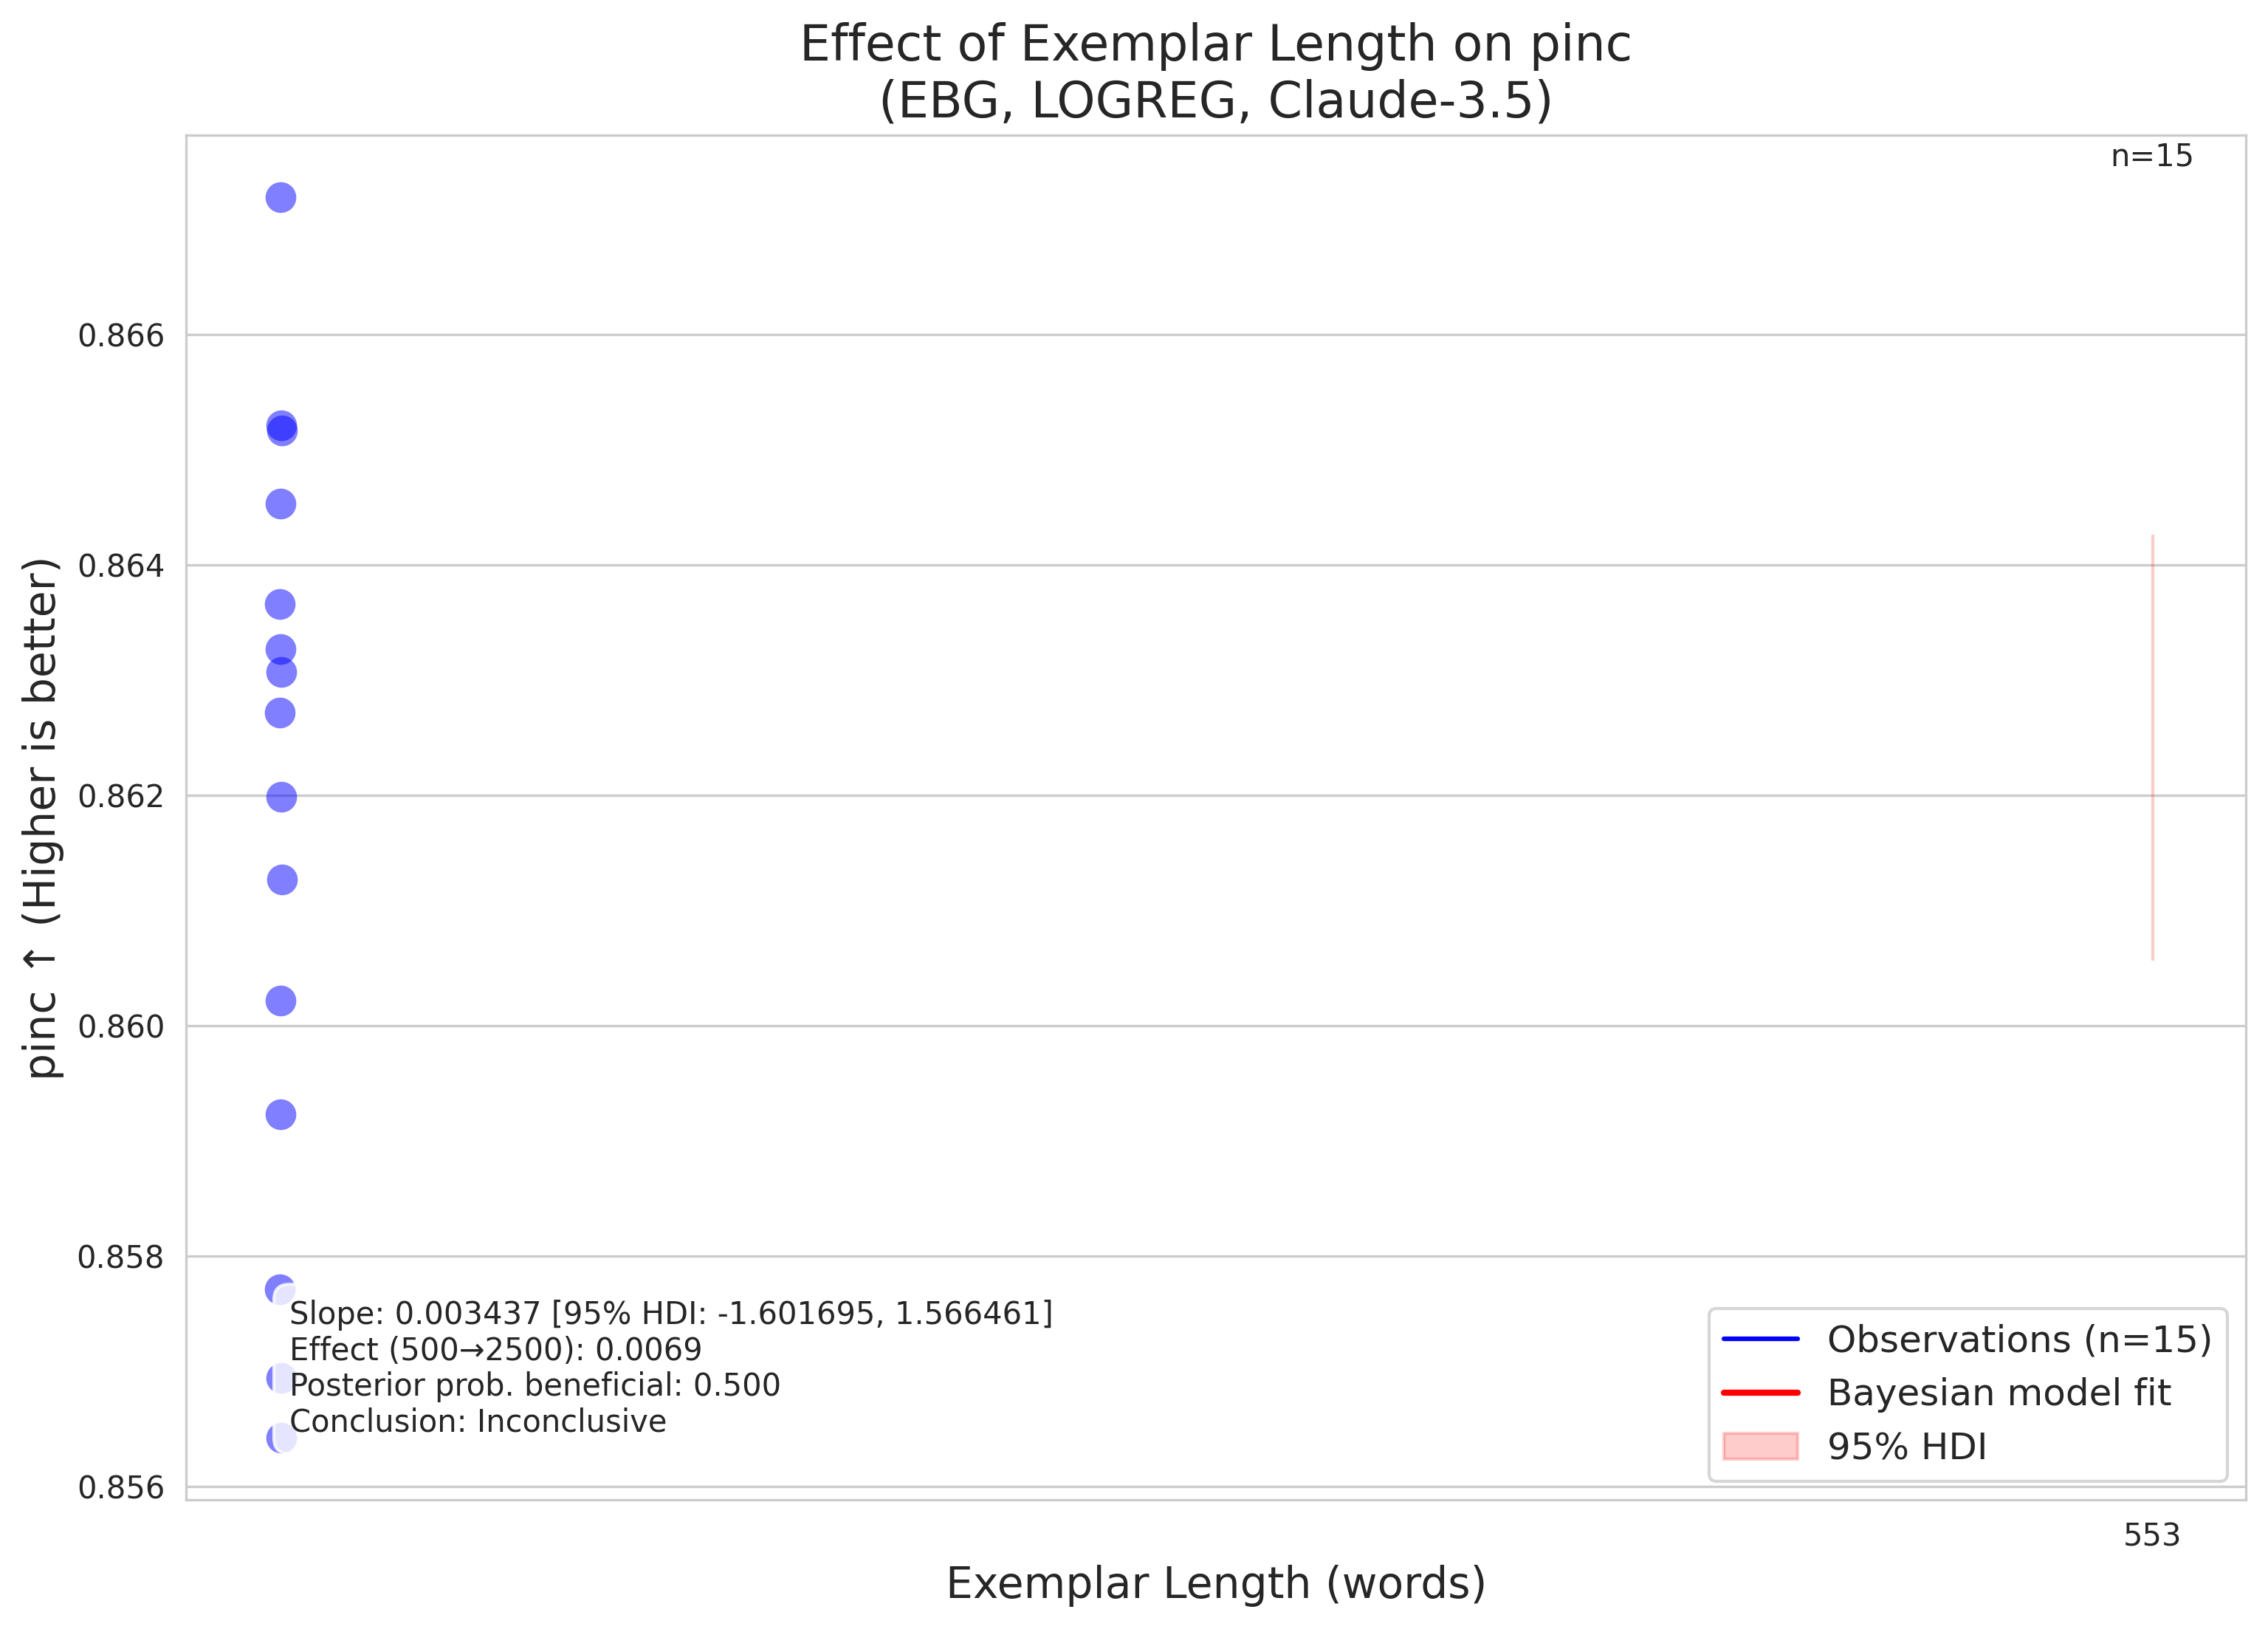 Effect of Exemplar Length on pinc
(EBG, LOGREG, Claude-3.5)
n=15
0.866
0.864
0.862
0.860
0.858
0.856
pinc ↑ (Higher is better)
Slope: 0.003437 [95% HDI: -1.601695, 1.566461]
Effect (500→2500): 0.0069
Posterior prob. beneficial: 0.500
Conclusion: Inconclusive
Observations (n=15)
Bayesian model fit
95% HDI
553
Exemplar Length (words)